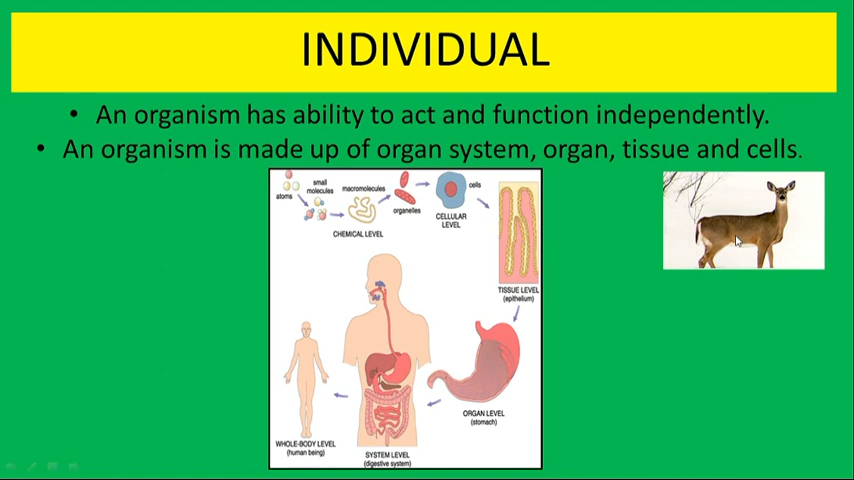 INDIVIDUAL
• An organism has ability to act and function independently.
• An organism is made up of organ system, organ, tissue and cells.
atoms
small
molecules
macromolecules
organelles
cells
CHEMICAL LEVEL
CELLULAR
LEVEL
TISSUE LEVEL
(epithelium)
ORGAN LEVEL
(stomach)
WHOLE-BODY LEVEL
(human being)
SYSTEM LEVEL
(digestive system)